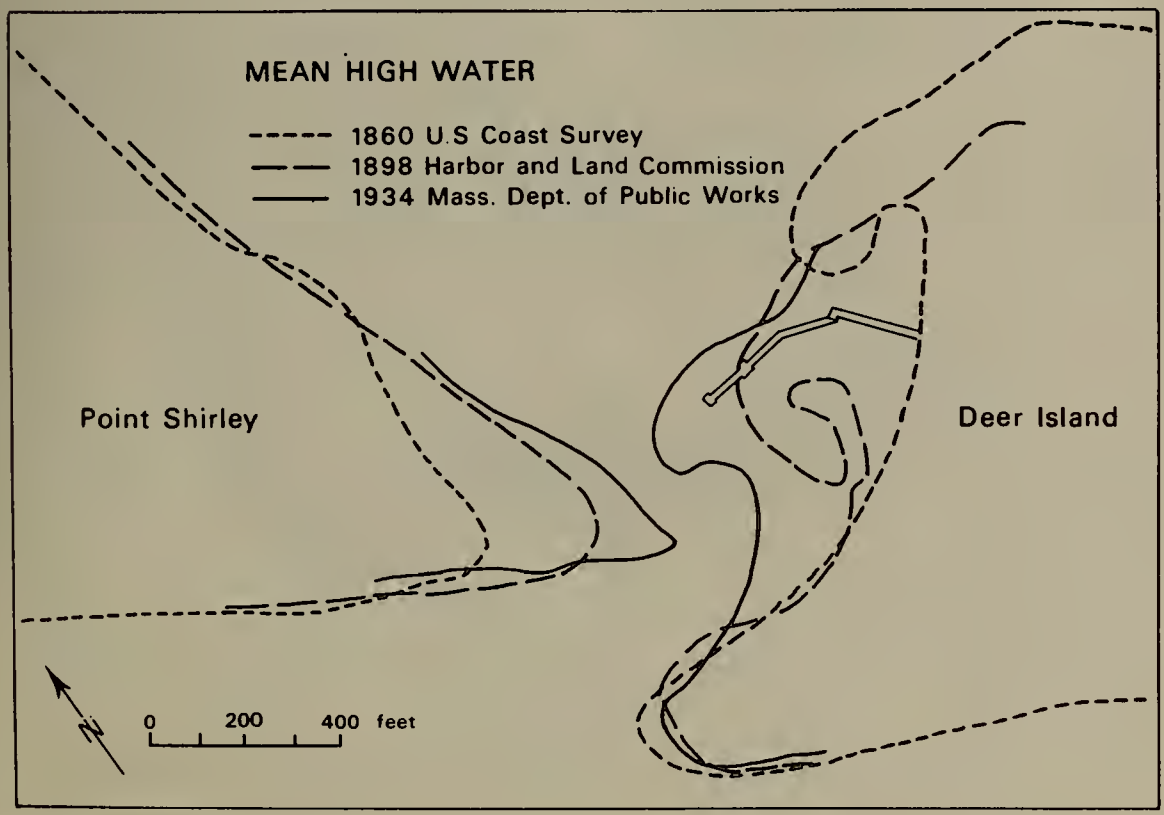 MEAN HIGH WATER
1860 U.S Coast Survey
1898 Harbor and Land Commission
1934 Mass. Dept. of Public Works
Point Shirley
Deer Island
N
0 200 400 feet